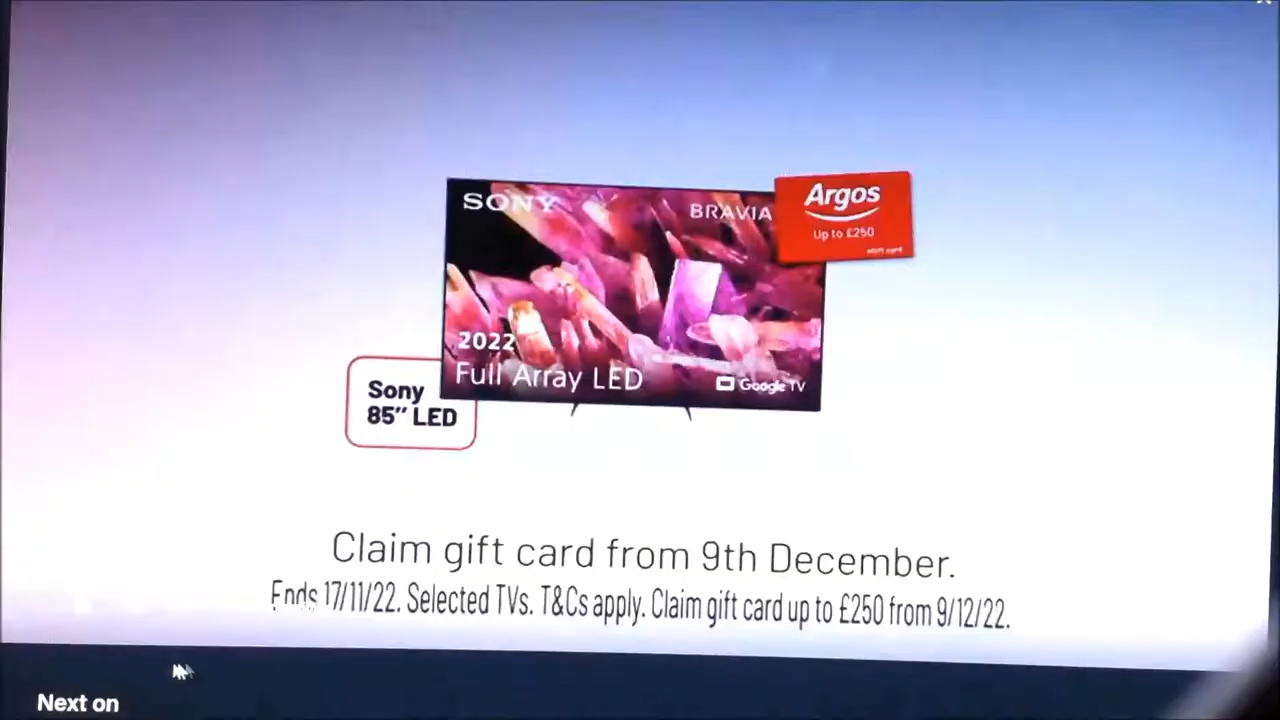 SONY
BRAVIA
Argos
Up to £250
eGift card
2022
Full Array LED
Google TV
Sony
85” LED
Claim gift card from 9th December.
Ends 17/11/22. Selected TVs. T&Cs apply. Claim gift card up to £250 from 9/12/22.
Next on